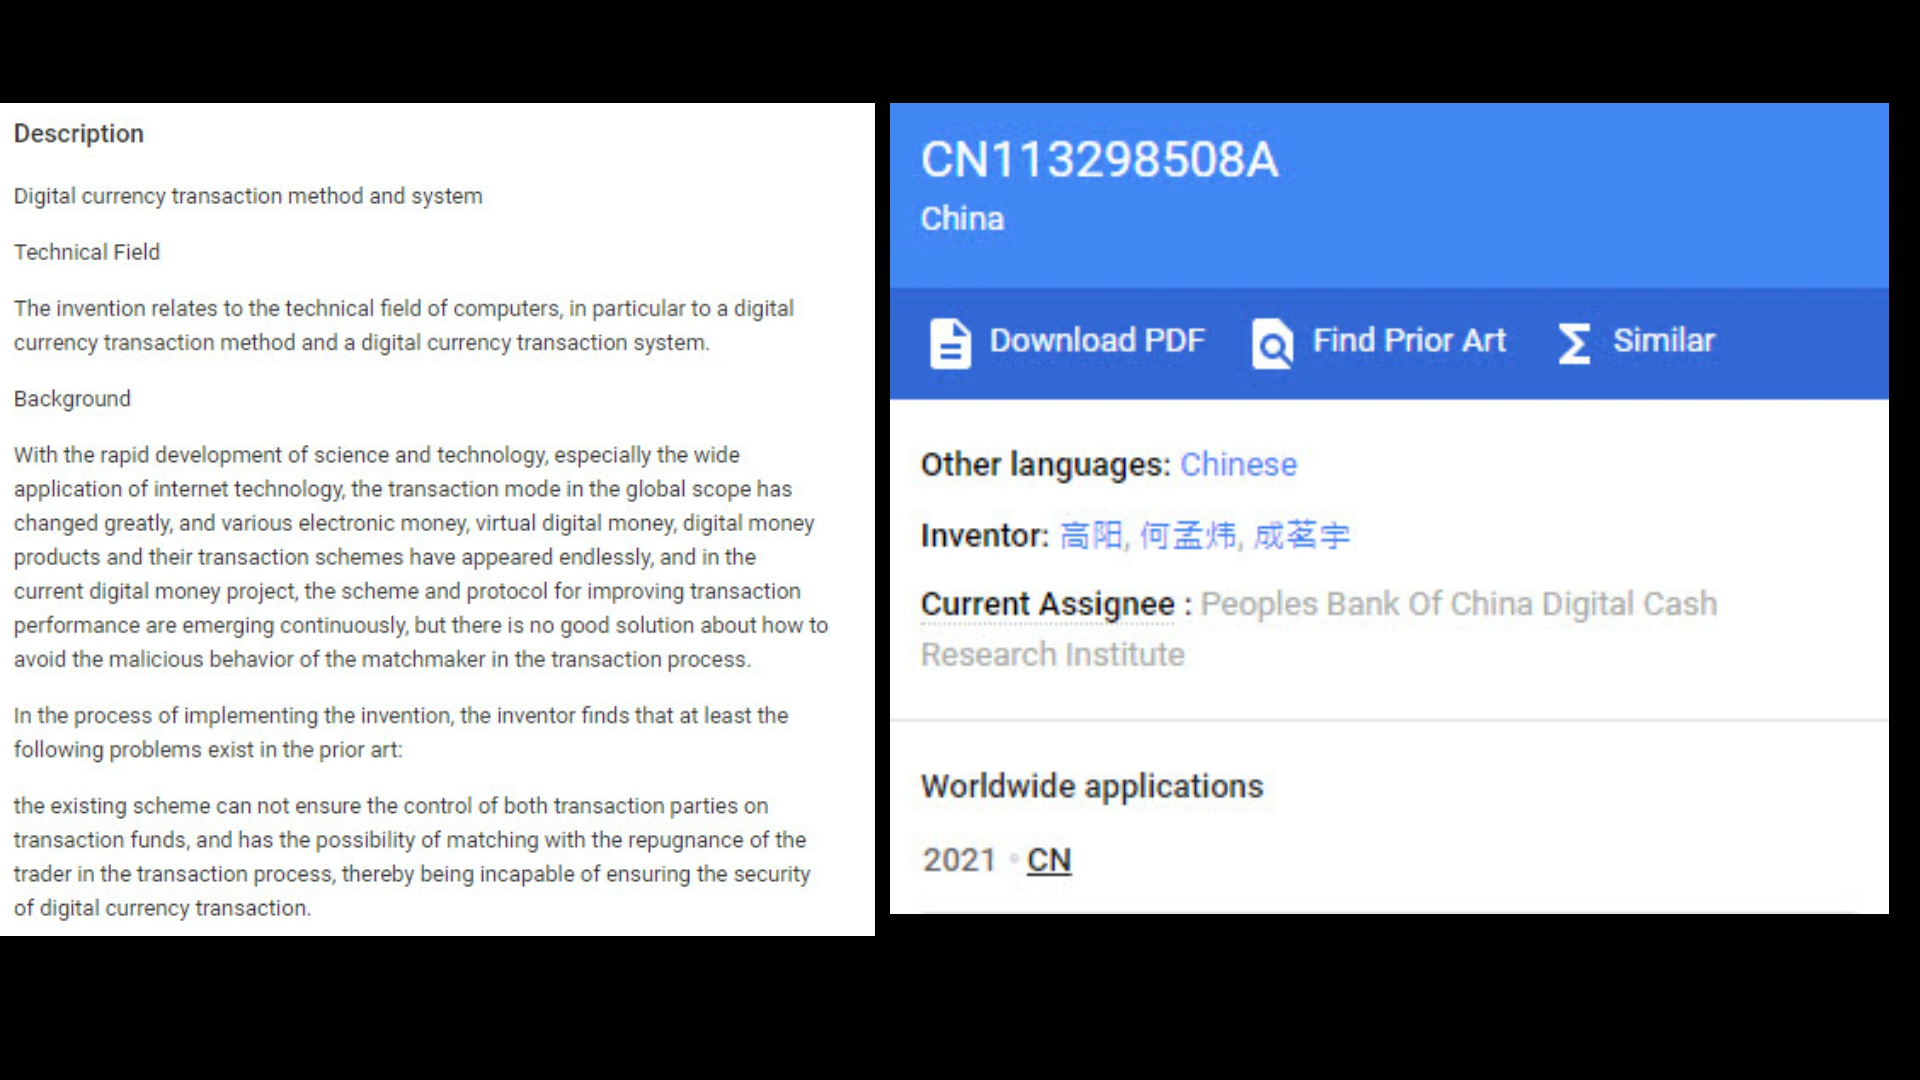 Description
Digital currency transaction method and system
Technical Field
The invention relates to the technical field of computers, in particular to a digital
currency transaction method and a digital currency transaction system.
Background
With the rapid development of science and technology, especially the wide
application of internet technology, the transaction mode in the global scope has
changed greatly, and various electronic money, virtual digital money, digital money
products and their transaction schemes have appeared endlessly, and in the
current digital money project, the scheme and protocol for improving transaction
performance are emerging continuously, but there is no good solution about how to
avoid the malicious behavior of the matchmaker in the transaction process.
In the process of implementing the invention, the inventor finds that at least the
following problems exist in the prior art:
the existing scheme can not ensure the control of both transaction parties on
transaction funds, and has the possibility of matching with the repugnance of the
trader in the transaction process, thereby being incapable of ensuring the security
of digital currency transaction.
CN113298508A
China
Download PDF Find Prior Art Similar
Other languages: Chinese
Inventor: 高阳, 何孟炜, 成茗宇
Current Assignee : Peoples Bank Of China Digital Cash
Research Institute
Worldwide applications
2021 • CN